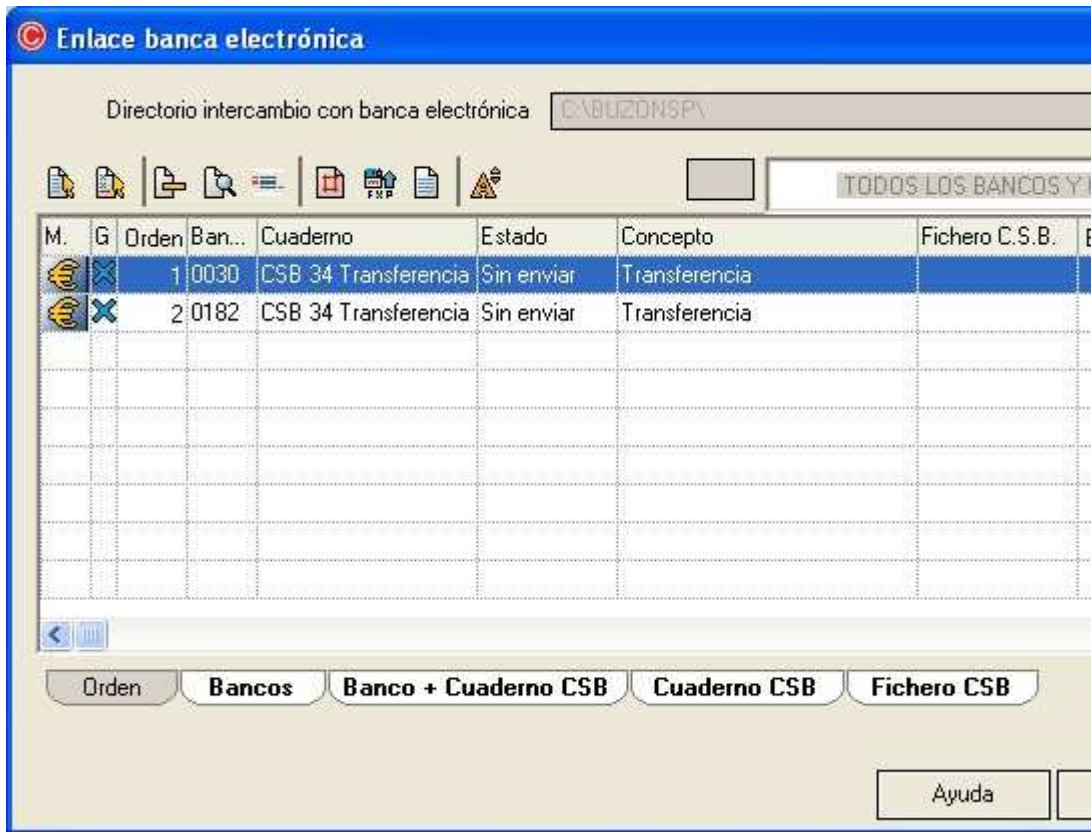 Enlace banca electrónica
Directorio intercambio con banca electrónica C:\BUZONSP\
TODOS LOS BANCOS Y
M. G Orden Ban... Cuaderno Estado Concepto Fichero C.S.B.
1 0030 CSB 34 Transferencia Sin enviar Transferencia
2 0182 CSB 34 Transferencia Sin enviar Transferencia
Orden Bancos Banco + Cuaderno CSB Cuaderno CSB Fichero CSB
Ayuda